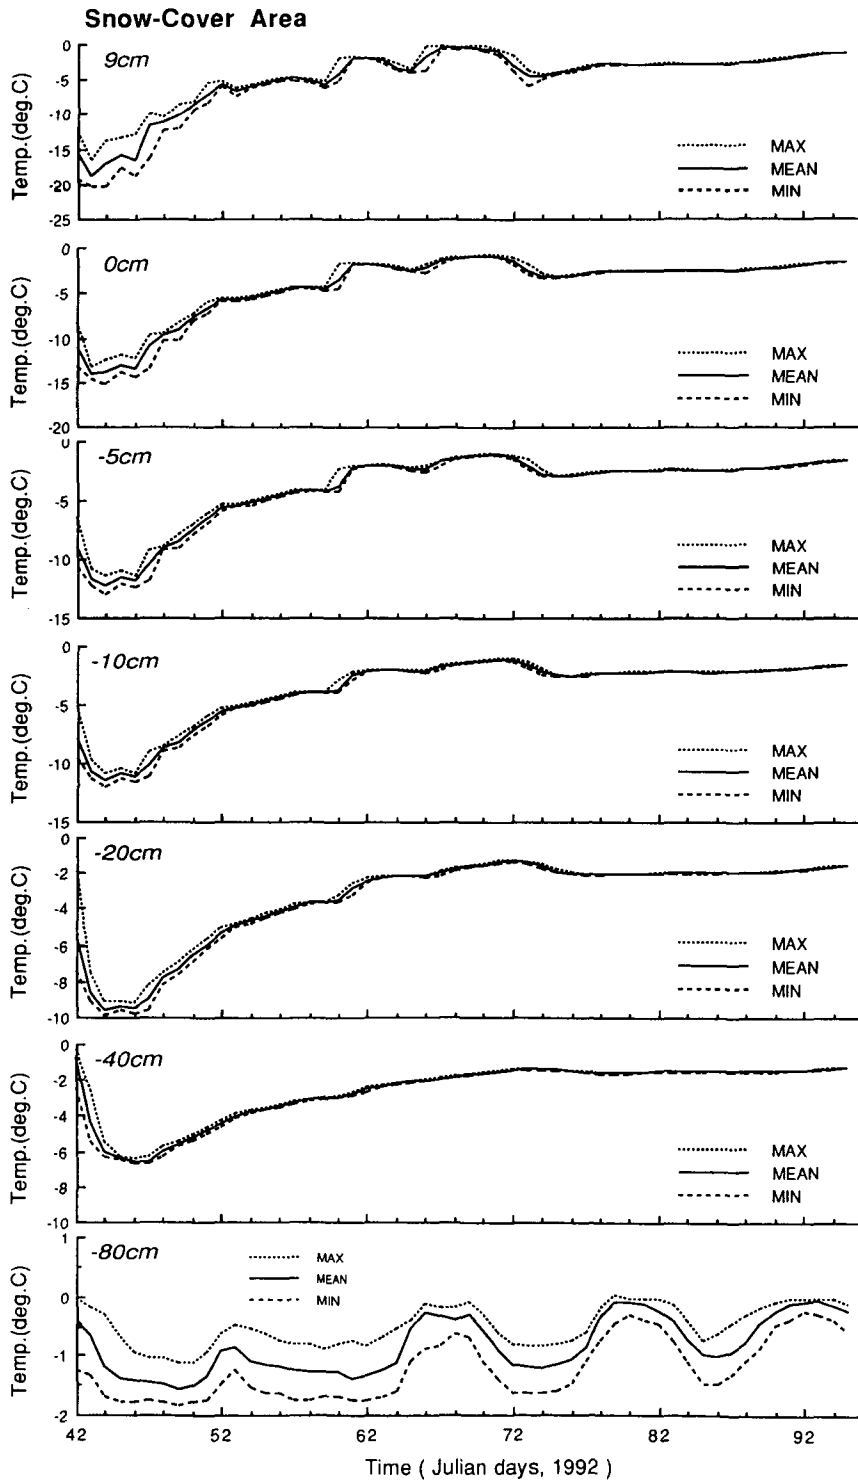 Snow-Cover Area
9cm
Temp.(deg.C)
0
-5
-10
-15
-20
-25
MAX
MEAN
MIN
0cm
Temp.(deg.C)
0
-5
-10
-15
20
MAX
MEAN
MIN
-5cm
Temp.(deg.C)
0
-5
-10
-15
MAX
MEAN
MIN
-10cm
Temp.(deg.C)
0
-5
-10
-15
MAX
MEAN
MIN
-20cm
Temp.(deg.C)
0
-2
-4
-6
-8
-10
MAX
MEAN
MIN
-40cm
Temp.(deg.C)
0
-2
-4
-6
-8
-10
MAX
MEAN
MIN
-80cm
Temp.(deg.C)
1
0
-1
-2
MAX
MEAN
MIN
42 52 62 72 82 92
Time ( Julian days, 1992 )